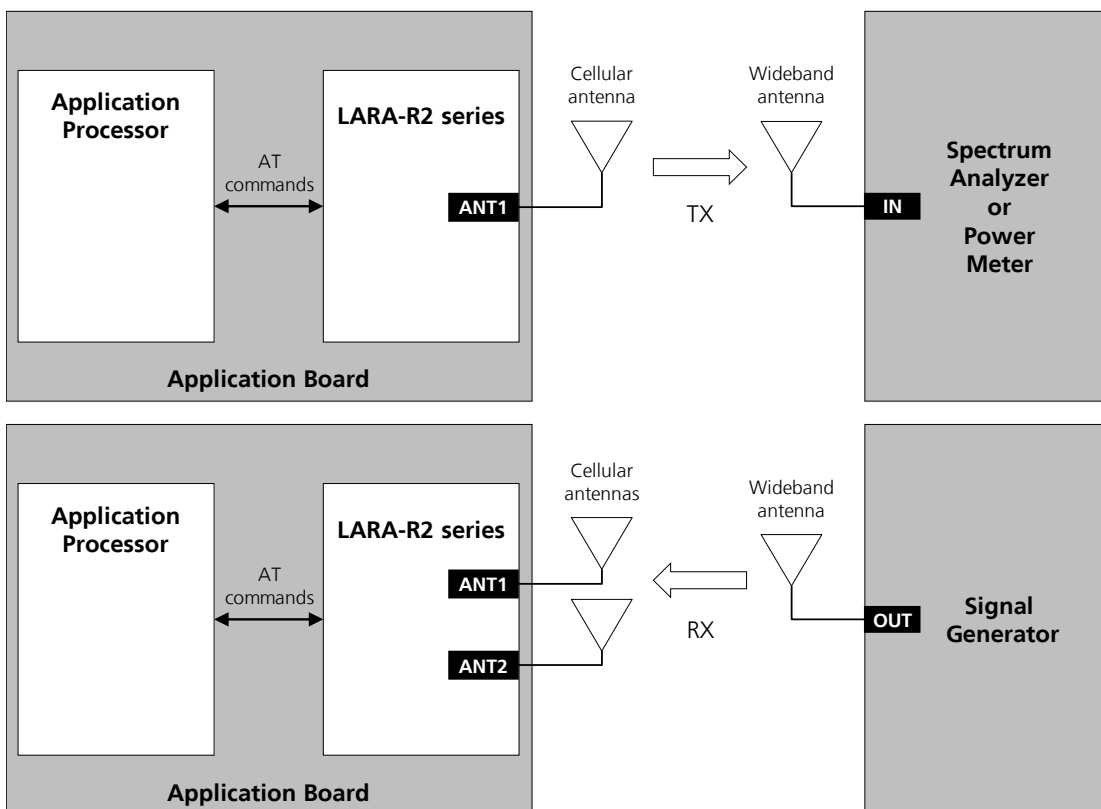 Application
Processor
AT
commands
LARA-R2 series
ANT1
Application Board
Cellular
antenna
TX
Wideband
antenna
IN
Spectrum
Analyzer
or
Power
Meter
Application
Processor
AT
commands
LARA-R2 series
ANT1
ANT2
Application Board
Cellular
antennas
RX
Wideband
antenna
OUT
Signal
Generator